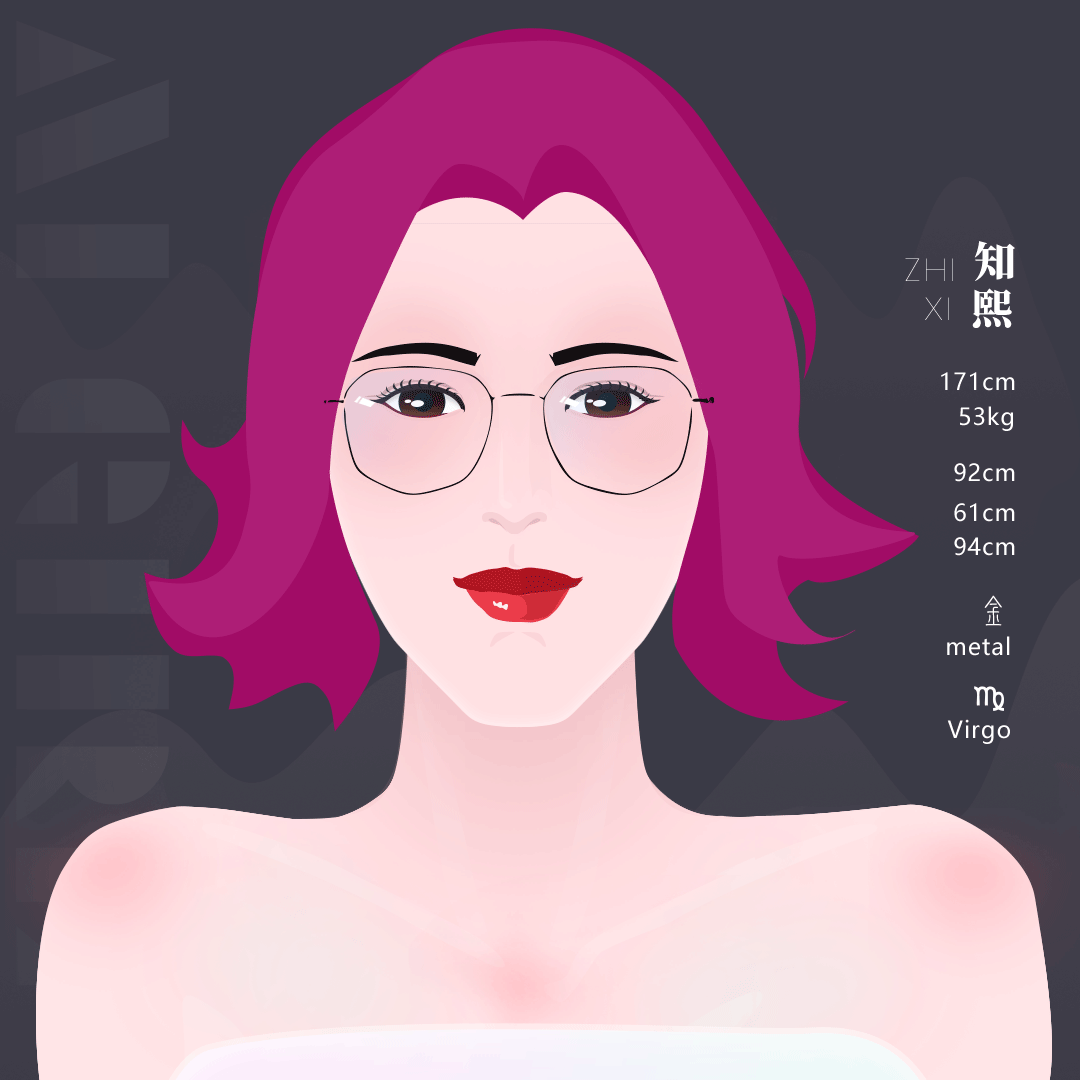 知熙
ZHI
XI
171cm
53kg
92cm
61cm
94cm
金
metal
♍
Virgo